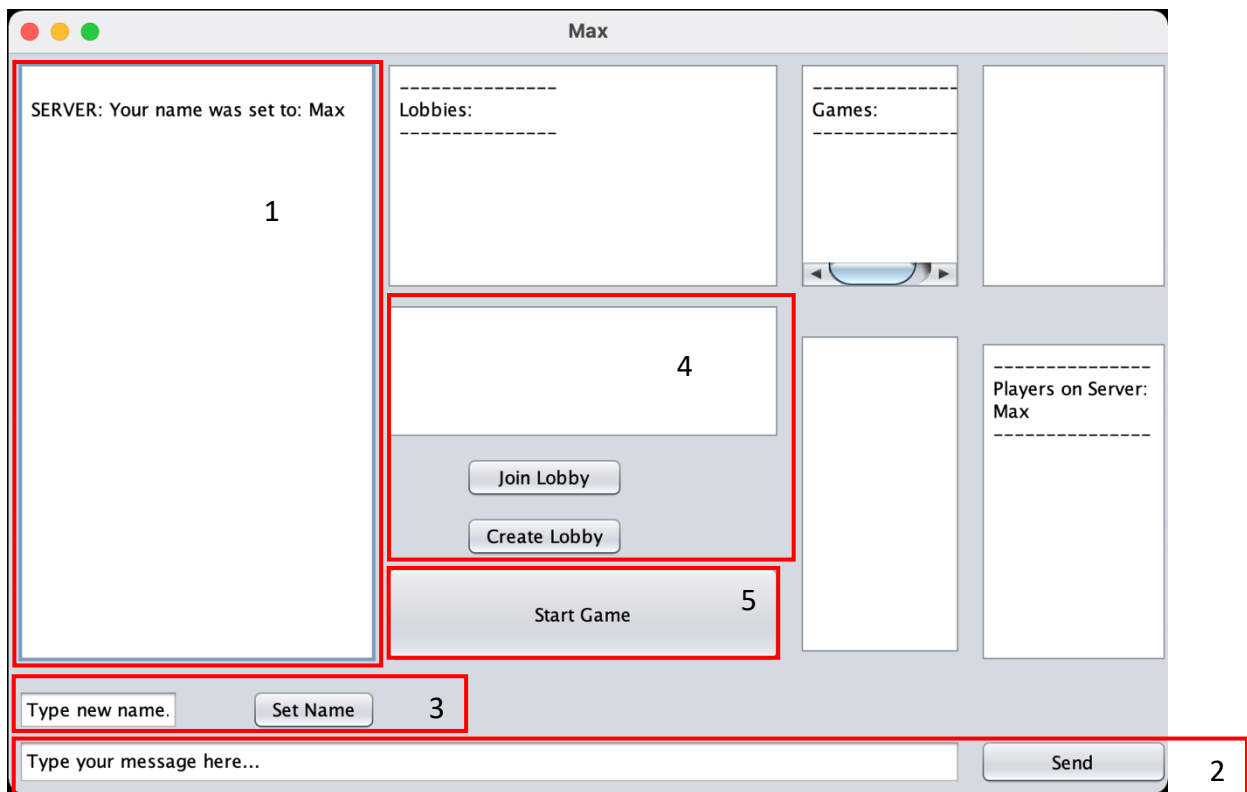 Max
SERVER: Your name was set to: Max
1
---------------
Lobbies:
---------------
--------------
Games:
--------------
4
---------------
Players on Server:
Max
---------------
Join Lobby
Create Lobby
Start Game
5
Type new name.
Set Name
3
Type your message here...
Send
2